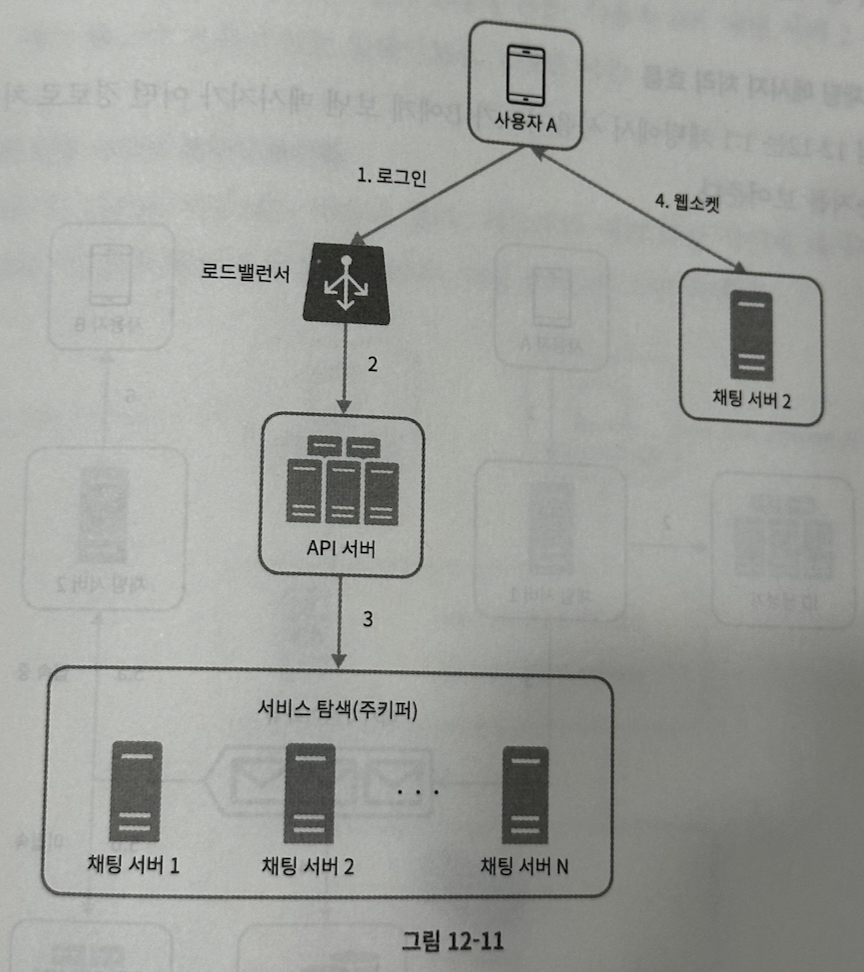 사용자 A
1. 로그인
4. 웹소켓
로드밸런서
2
채팅 서버 2
API 서버
3
서비스 탐색(주키퍼)
· · ·
채팅 서버 1
채팅 서버 2
채팅 서버 N
그림 12-11